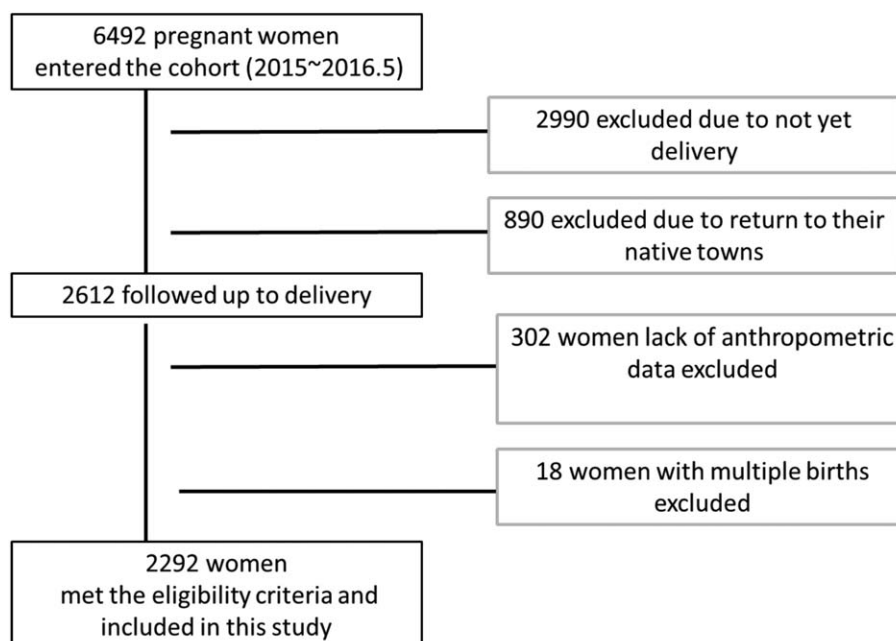 6492 pregnant women
entered the cohort (2015~2016.5)
2990 excluded due to not yet
delivery
890 excluded due to return to their
native towns
2612 followed up to delivery
302 women lack of anthropometric
data excluded
18 women with multiple births
excluded
2292 women
met the eligibility criteria and
included in this study